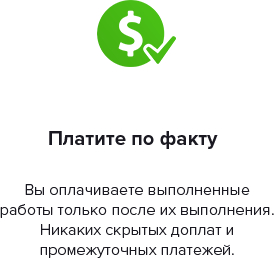 $
Платите по факту
Вы оплачиваете выполненные
работы только после их выполнения.
Никаких скрытых доплат и
промежуточных платежей.